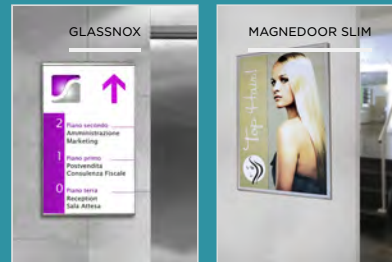 GLASSNOX
2 Piano secondo
Amministrazione
Marketing
1 Piano primo
Postvendita
Consulenza Fiscale
0 Piano terra
Reception
Sala Attesa
MAGNEDOOR SLIM
Top Hair!